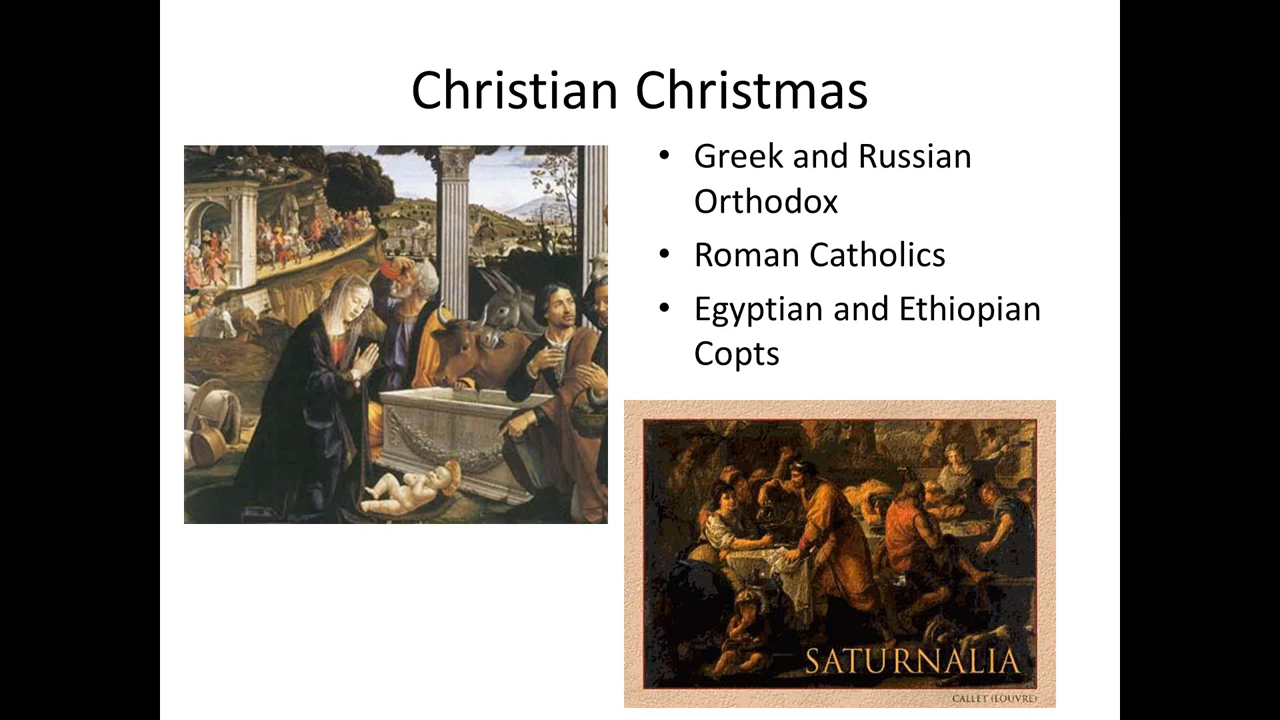 Christian Christmas
• Greek and Russian
Orthodox
• Roman Catholics
• Egyptian and Ethiopian
Copts
SATURNALIA
CALLET (LOUVRE)